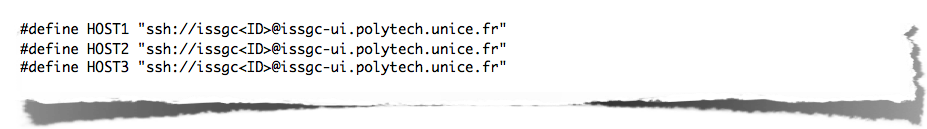 #define HOST1 "ssh://issgc<ID>@issgc-ui.polytech.unice.fr"
#define HOST2 "ssh://issgc<ID>@issgc-ui.polytech.unice.fr"
#define HOST3 "ssh://issgc<ID>@issgc-ui.polytech.unice.fr"